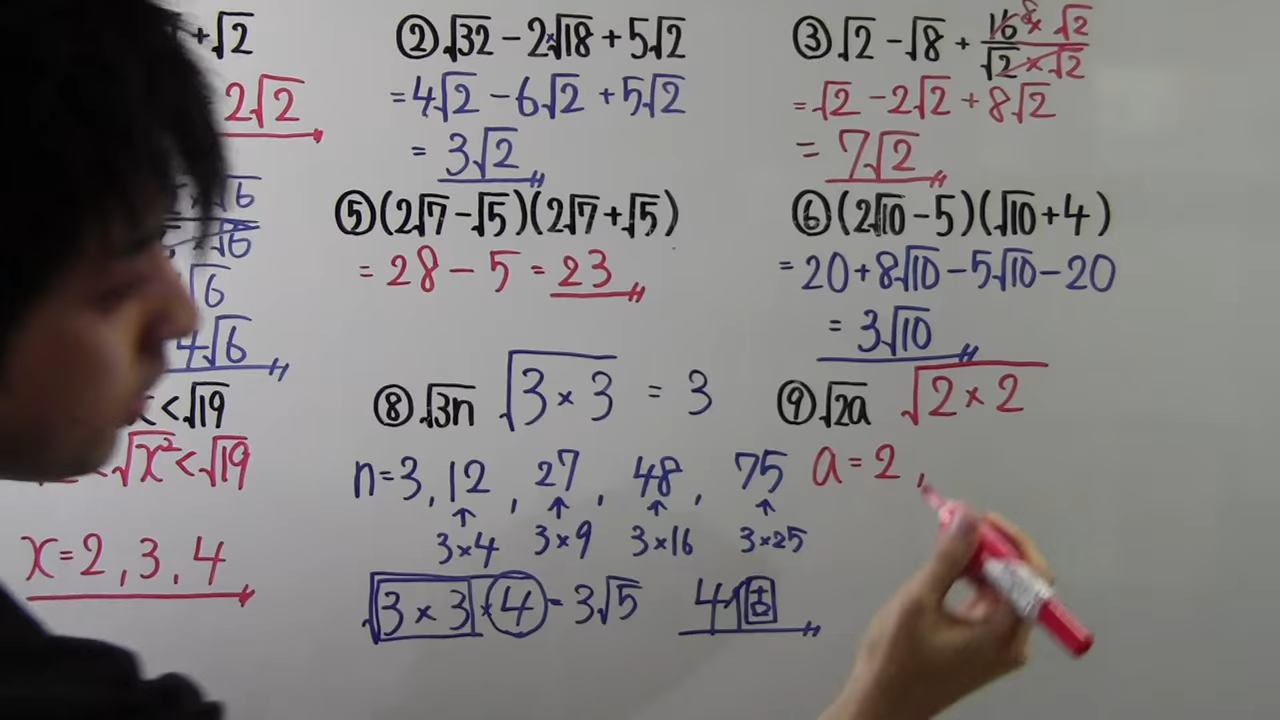 +√2
2√2
√6
√6
√6
4√6
② √32 − 2×√18 + 5√2
= 4√2 − 6√2 + 5√2
= 3√2
③ √2 − √8 + 16 8 × √2 / √2 × √2
= √2 − 2√2 + 8√2
= 7√2
⑤ (2√7 − √5)(2√7 + √5)
= 28 − 5 = 23
⑥ (2√10 − 5)(√10 + 4)
= 20 + 8√10 − 5√10 − 20
= 3√10
< √19
< √x² < √19
x = 2, 3, 4
⑧ √3n √3×3 = 3
n = 3, 12, 27, 48, 75
↑ ↑ ↑ ↑
3×4 3×9 3×16 3×25
√3×3×4 = 3√5 4古
⑨ √2a √2×2
a = 2,